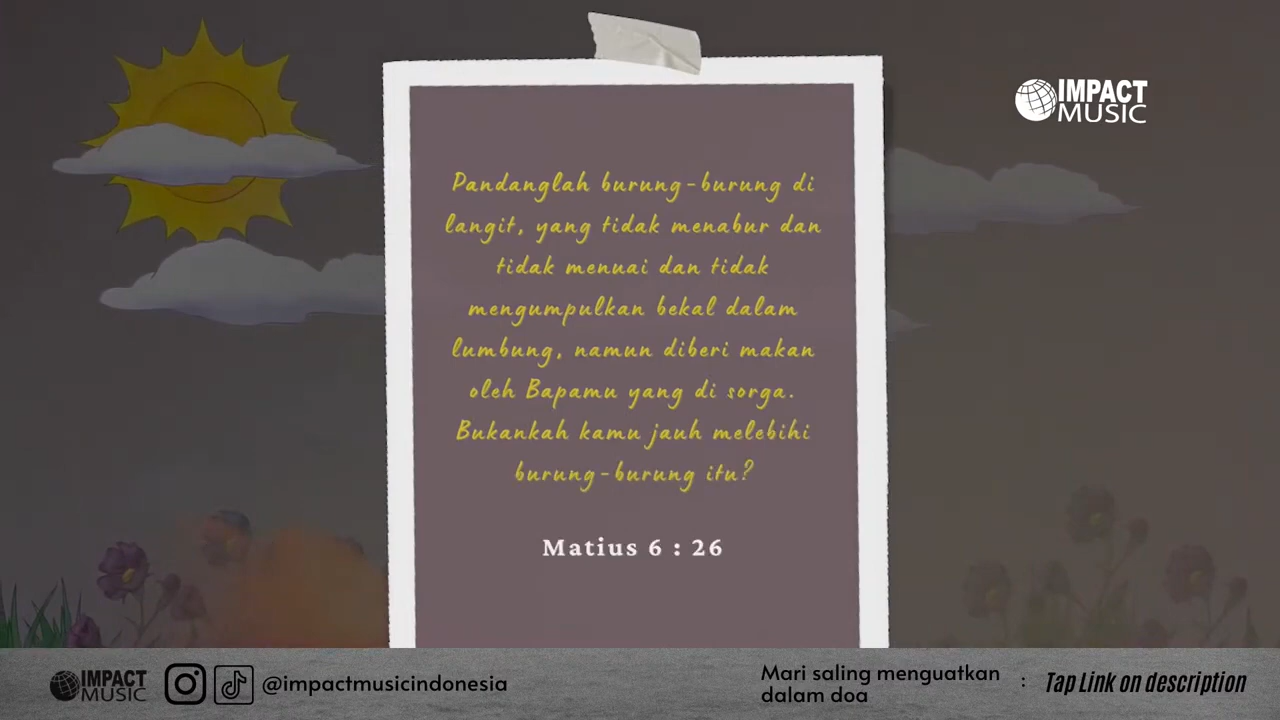 IMPACT
MUSIC
Pandanglah burung-burung di
langit, yang tidak menabur dan
tidak menuai dan tidak
mengumpulkan bekal dalam
lumbung, namun diberi makan
oleh Bapamu yang di sorga.
Bukankah kamu jauh melebihi
burung-burung itu?
Matius 6 : 26
IMPACT
MUSIC
@impactmusicindonesia
Mari saling menguatkan
dalam doa
: Tap Link on description